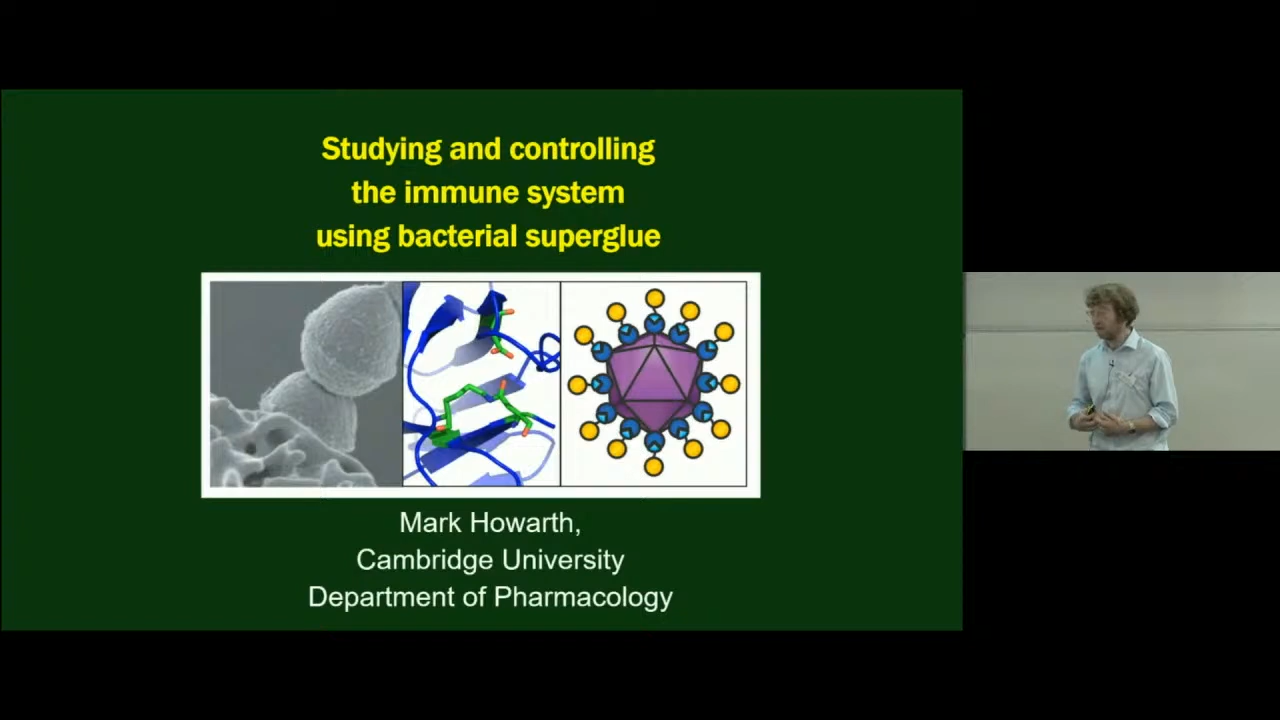 Studying and controlling
the immune system
using bacterial superglue
Mark Howarth,
Cambridge University
Department of Pharmacology